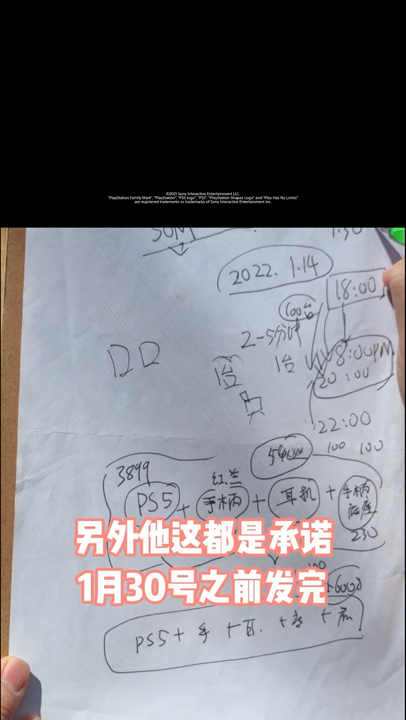 ©2021 Sony Interactive Entertainment LLC.
"PlayStation Family Mark", "PlayStation", "PS5 logo", "PS5", "PlayStation Shapes Logo" and "Play Has No Limits"
are registered trademarks or trademarks of Sony Interactive Entertainment Inc.
50M
2022. 1.14
18:00
100台
2-5分钟
1台
1台
8:00PM
20:00
22:00
100 100
3899
红.兰
PS5 + 手柄 + 耳机 + 手柄
230
另外他这都是承诺
1月30号之前发完
6000
PS5 + 手 + 耳. +